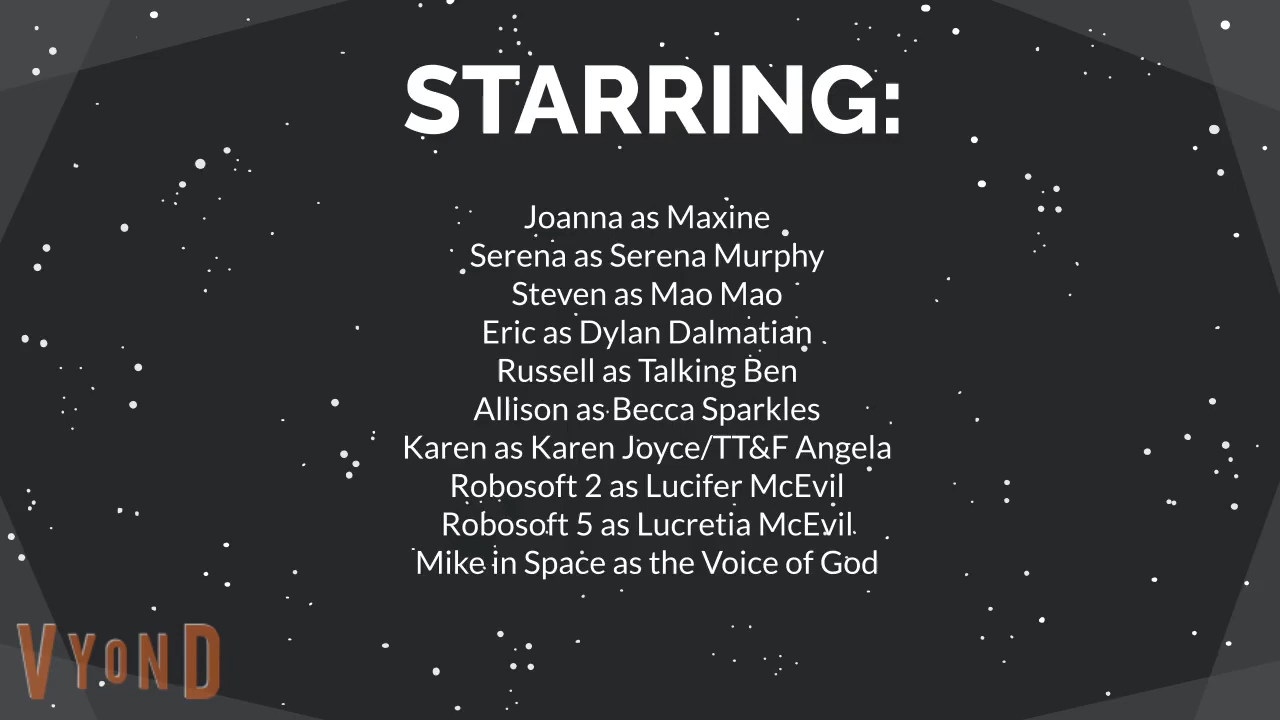 STARRING:
Joanna as Maxine
Serena as Serena Murphy
Steven as Mao Mao
Eric as Dylan Dalmatian
Russell as Talking Ben
Allison as Becca Sparkles
Karen as Karen Joyce/TT&F Angela
Robosoft 2 as Lucifer McEvil
Robosoft 5 as Lucretia McEvil
Mike in Space as the Voice of God
VYOND